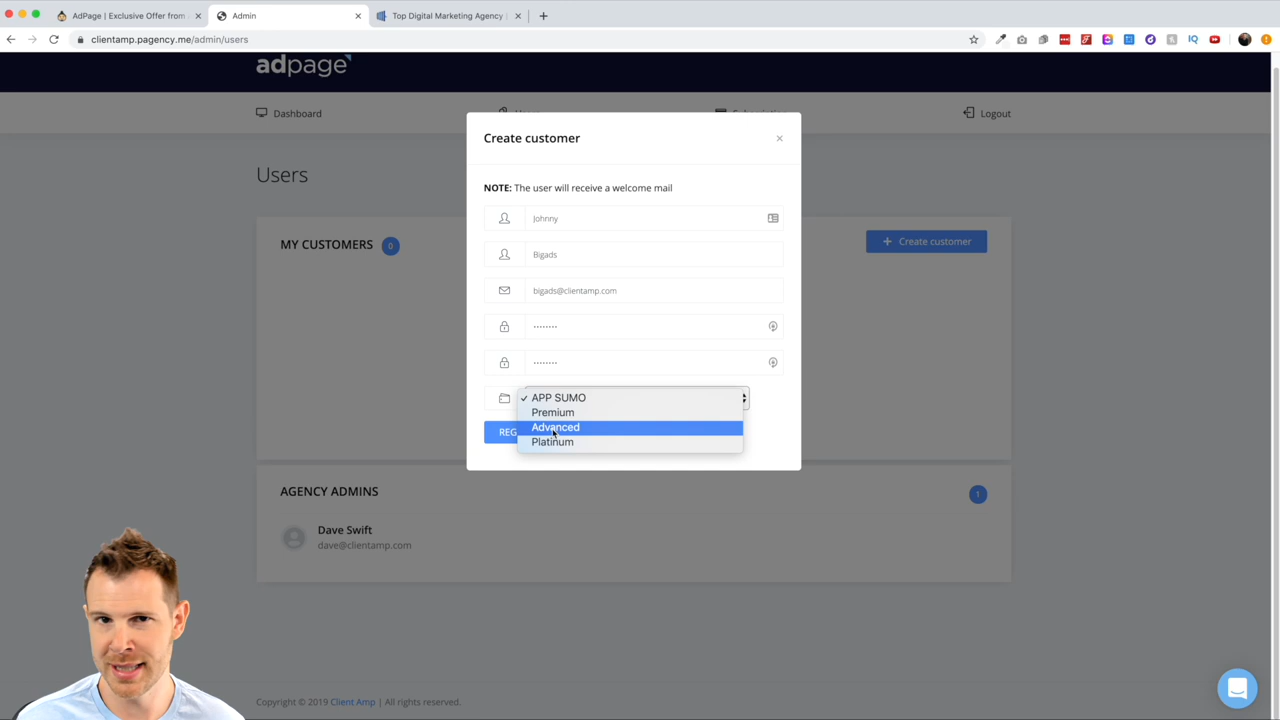 AdPage | Exclusive Offer from
Admin
Top Digital Marketing Agency
clientamp.pagency.me/admin/users
adpage
Dashboard
Logout
Create customer
Users
NOTE: The user will receive a welcome mail
Johnny
MY CUSTOMERS 0
+ Create customer
Bigads
bigads@clientamp.com
........
........
✓ APP SUMO
Premium
Advanced
REG
Platinum
AGENCY ADMINS
1
Dave Swift
dave@clientamp.com
Copyright © 2019 Client Amp | All rights reserved.